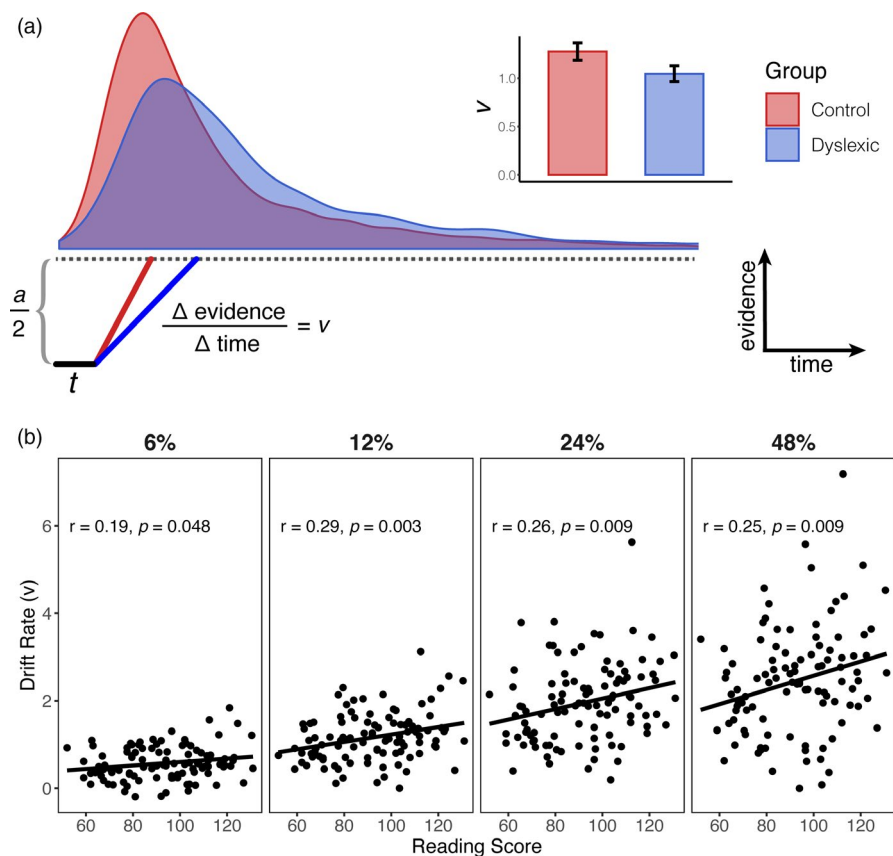 (a)
v
1.0
0.5
0.0
Group
Control
Dyslexic
a
2
t
Δ evidence
Δ time
= v
evidence
time
(b)
6%
12%
24%
48%
r = 0.19, p = 0.048
r = 0.29, p = 0.003
r = 0.26, p = 0.009
r = 0.25, p = 0.009
Drift Rate (v)
6
4
2
0
60 80 100 120
60 80 100 120
60 80 100 120
60 80 100 120
Reading Score